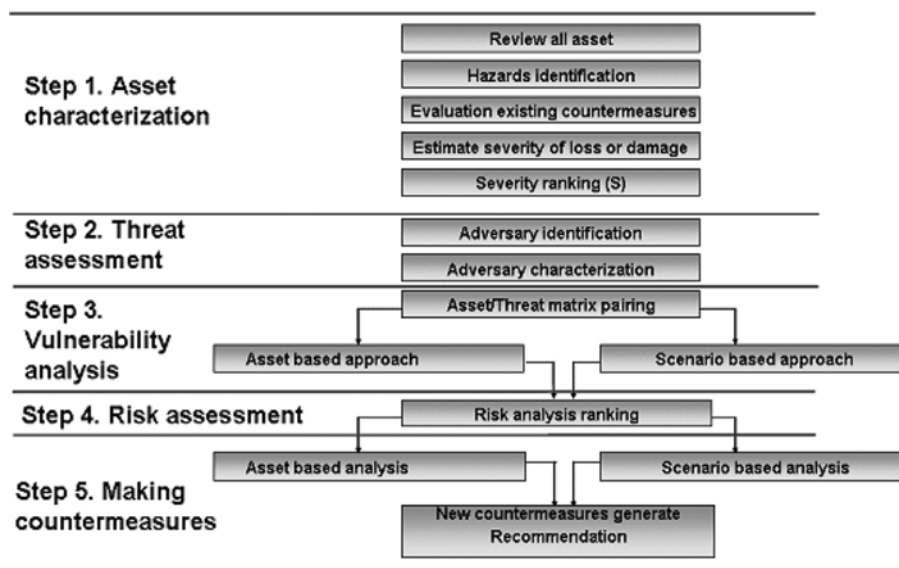 Step 1. Asset
characterization
Review all asset
Hazards identification
Evaluation existing countermeasures
Estimate severity of loss or damage
Severity ranking (S)
Step 2. Threat
assessment
Adversary identification
Adversary characterization
Step 3.
Vulnerability
analysis
Asset/Threat matrix pairing
Asset based approach
Scenario based approach
Step 4. Risk assessment
Risk analysis ranking
Step 5. Making
countermeasures
Asset based analysis
Scenario based analysis
New countermeasures generate
Recommendation